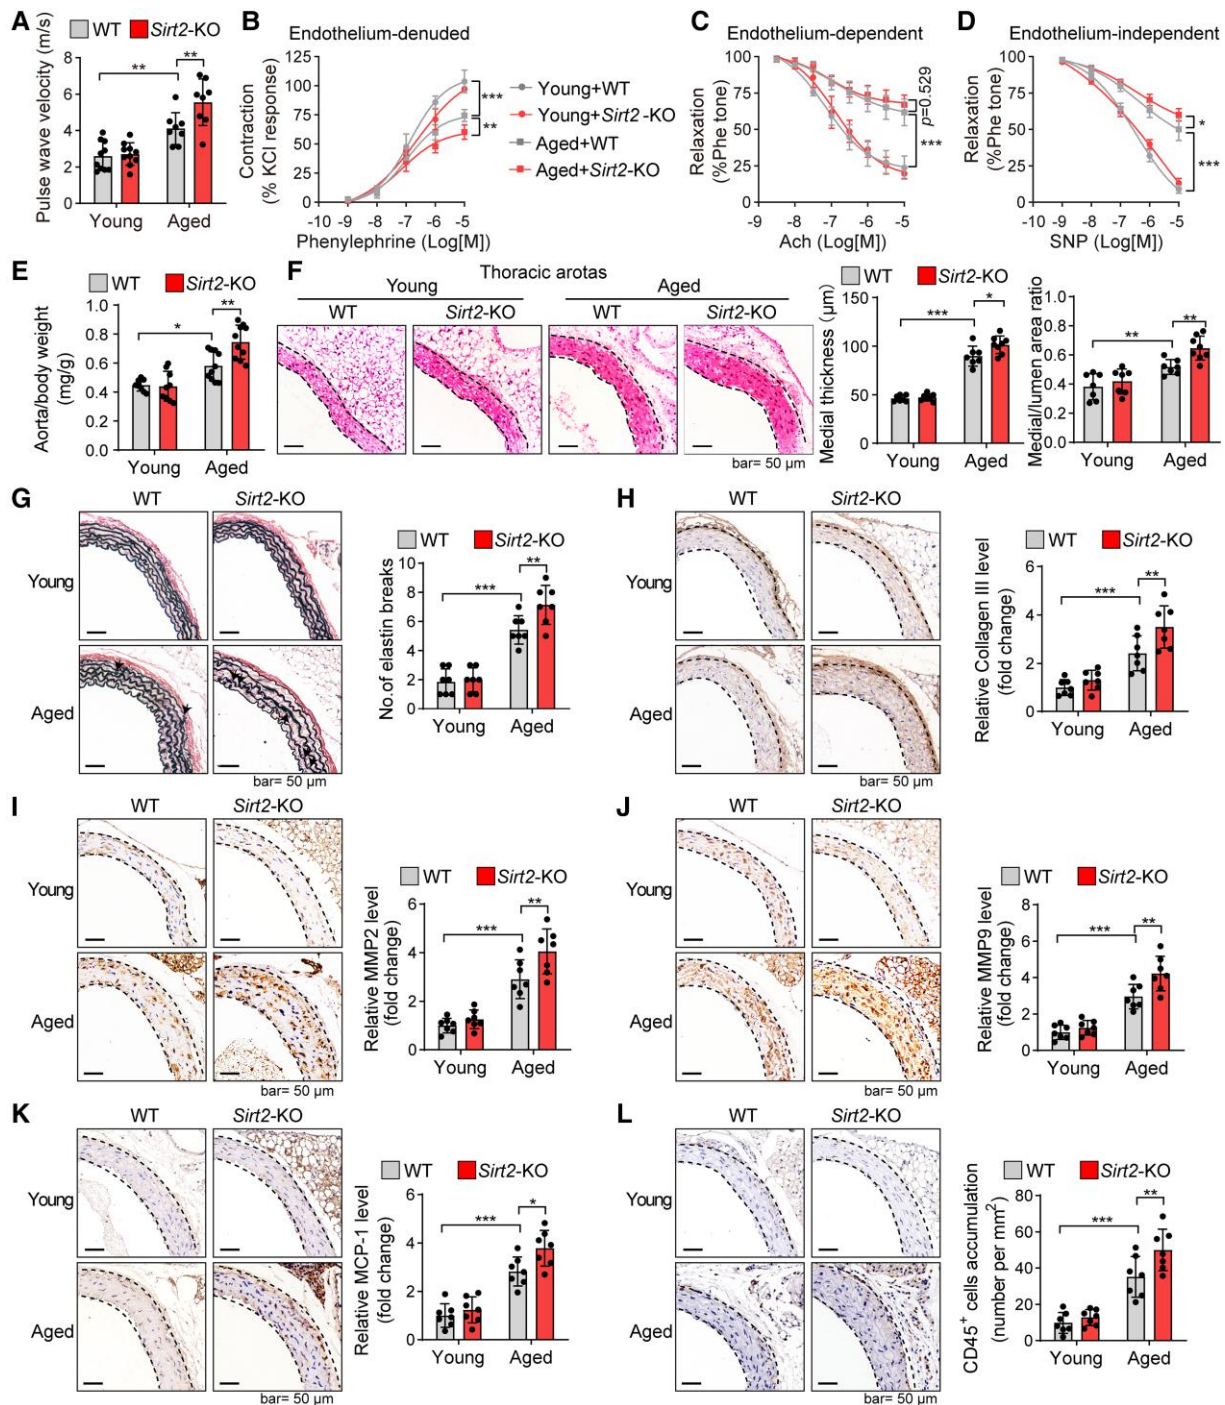 A
WT
Sirt2-KO
Pulse wave velocity (m/s)
8
6
4
2
0
**
**
Young
Aged
B
Endothelium-denuded
Contraction
(% KCl response)
125
100
75
50
25
0
***
**
-10 -9 -8 -7 -6 -5
Phenylephrine (Log[M])
Young+WT
Young+Sirt2-KO
Aged+WT
Aged+Sirt2-KO
C
Endothelium-dependent
Relaxation
(%Phe tone)
100
75
50
25
0
p=0.529
***
-9 -8 -7 -6 -5
Ach (Log[M])
D
Endothelium-independent
Relaxation
(%Phe tone)
100
75
50
25
0
*
***
-10 -9 -8 -7 -6 -5
SNP (Log[M])
E
WT
Sirt2-KO
Aorta/body weight
(mg/g)
1.0
0.8
0.6
0.4
0.2
0.0
*
**
Young
Aged
F
Thoracic arotas
Young
Aged
WT
Sirt2-KO
WT
Sirt2-KO
bar= 50 μm
WT
Sirt2-KO
Medial thickness (μm)
150
100
50
0
***
*
Young
Aged
WT
Sirt2-KO
Medial/lumen area ratio
1.0
0.8
0.6
0.4
0.2
0.0
**
**
Young
Aged
G
WT
Sirt2-KO
Young
Aged
bar= 50 μm
WT
Sirt2-KO
No.of elastin breaks
10
8
6
4
2
0
***
**
Young
Aged
H
WT
Sirt2-KO
Young
Aged
bar= 50 μm
WT
Sirt2-KO
Relative Collagen III level
(fold change)
6
4
2
0
***
**
Young
Aged
I
WT
Sirt2-KO
Young
Aged
bar= 50 μm
WT
Sirt2-KO
Relative MMP2 level
(fold change)
6
4
2
0
***
**
Young
Aged
J
WT
Sirt2-KO
Young
Aged
bar= 50 μm
WT
Sirt2-KO
Relative MMP9 level
(fold change)
8
6
4
2
0
***
**
Young
Aged
K
WT
Sirt2-KO
Young
Aged
bar= 50 μm
WT
Sirt2-KO
Relative MCP-1 level
(fold change)
6
4
2
0
***
*
Young
Aged
L
WT
Sirt2-KO
Young
Aged
bar= 50 μm
WT
Sirt2-KO
CD45⁺ cells accumulation
(number per mm²)
80
60
40
20
0
***
**
Young
Aged